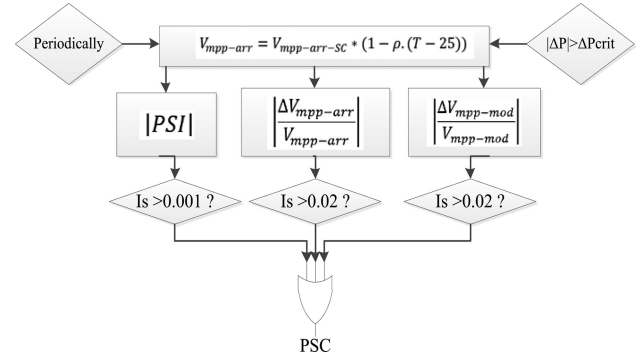 Periodically
V_{mpp-arr} = V_{mpp-arr-SC} * (1 − ρ.(T − 25))
|ΔP|>ΔPcrit
|PSI|
|ΔV_{mpp-arr} / V_{mpp-arr}|
|ΔV_{mpp-mod} / V_{mpp-mod}|
Is >0.001 ?
Is >0.02 ?
Is >0.02 ?
PSC